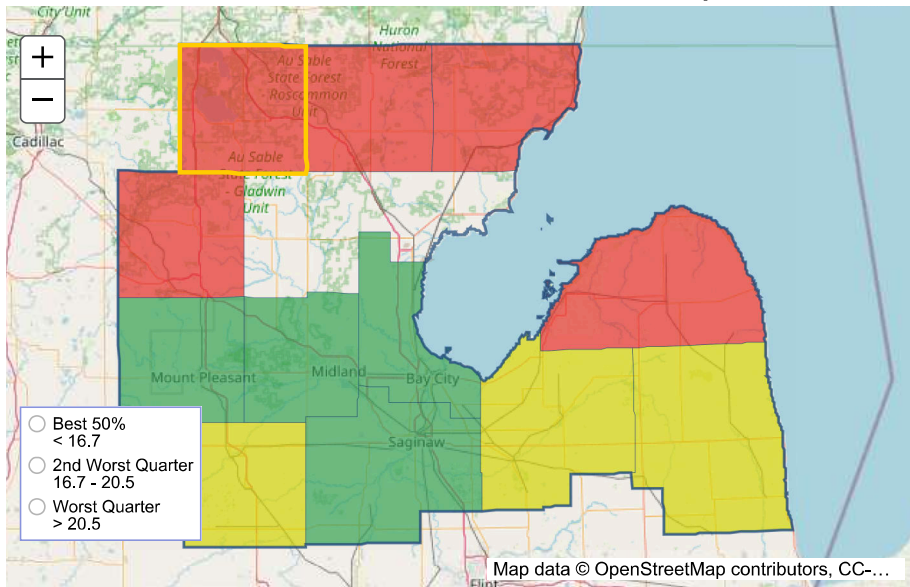 City Unit
Huron
National
Forest
+
−
Au Sable
State Forest
- Roscommon
Unit
Cadillac
Au Sable
State Forest
- Gladwin
Unit
Mount Pleasant
Midland
Bay City
Saginaw
Best 50%
< 16.7
2nd Worst Quarter
16.7 - 20.5
Worst Quarter
> 20.5
Flint
Map data © OpenStreetMap contributors, CC-...